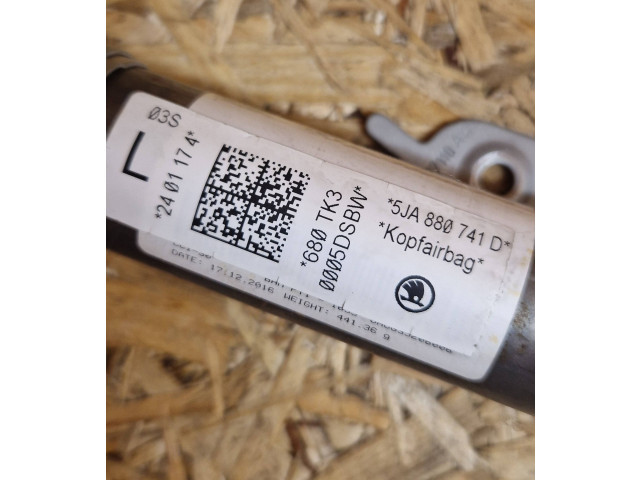 03S
L
*24 01 17 4*
*680 TK3
0005DSBW*
*5JA 880 741 D*
*Kopfairbag*
DATE: 17.12.2016 WEIGHT: 441.36 g